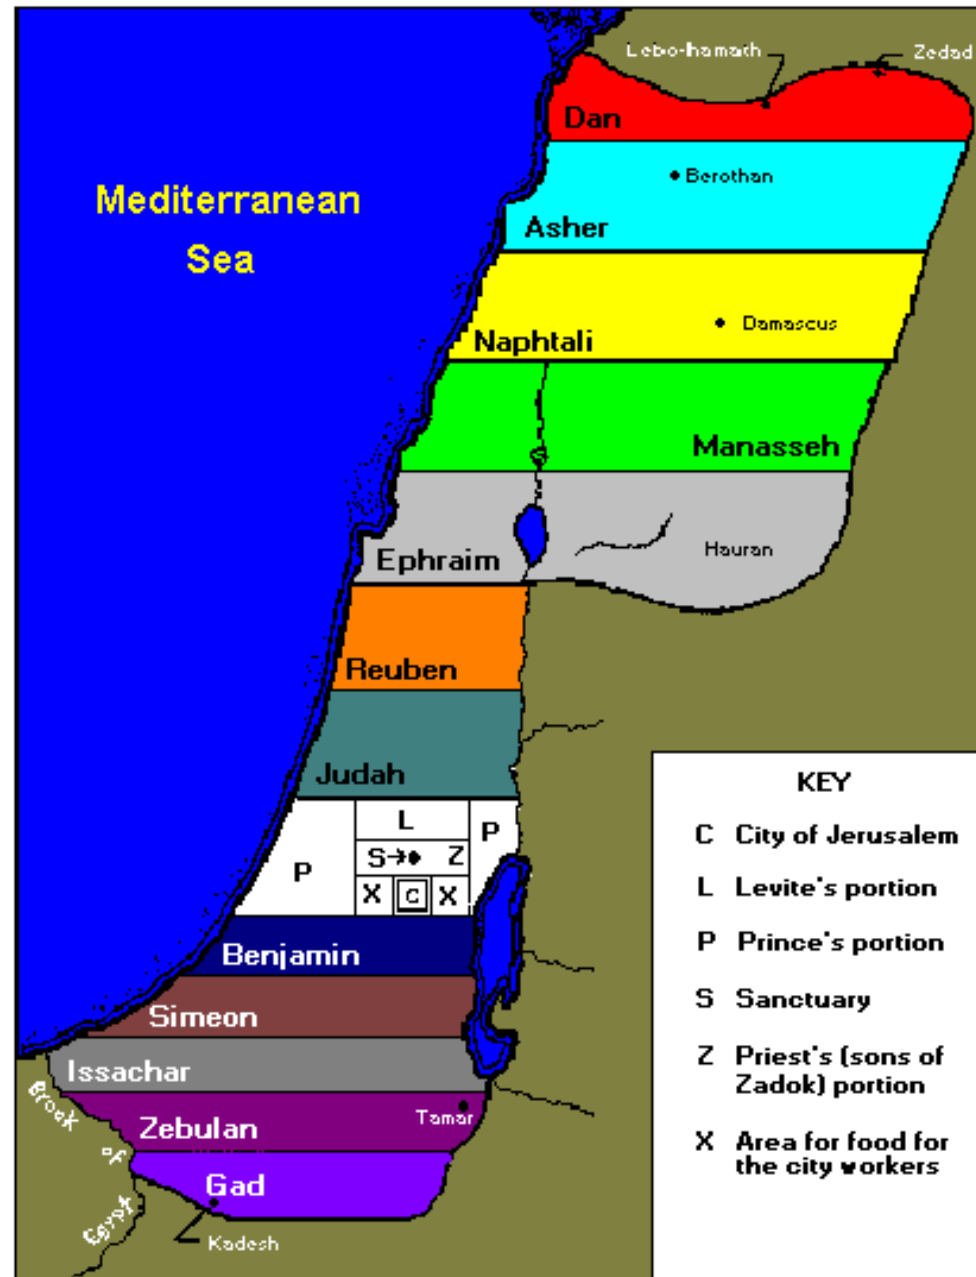 Lebo-hamath
Zedad
Dan
Berothah
Mediterranean
Sea
Asher
Damascus
Naphtali
Manasseh
Hauran
Ephraim
Reuben
Judah
L
P
P
S
Z
X
C
X
Benjamin
Simeon
Issachar
Brook of Egypt
Tamar
Zebulan
Gad
Kadesh
KEY
C City of Jerusalem
L Levite's portion
P Prince's portion
S Sanctuary
Z Priest's (sons of
Zadok) portion
X Area for food for
the city workers